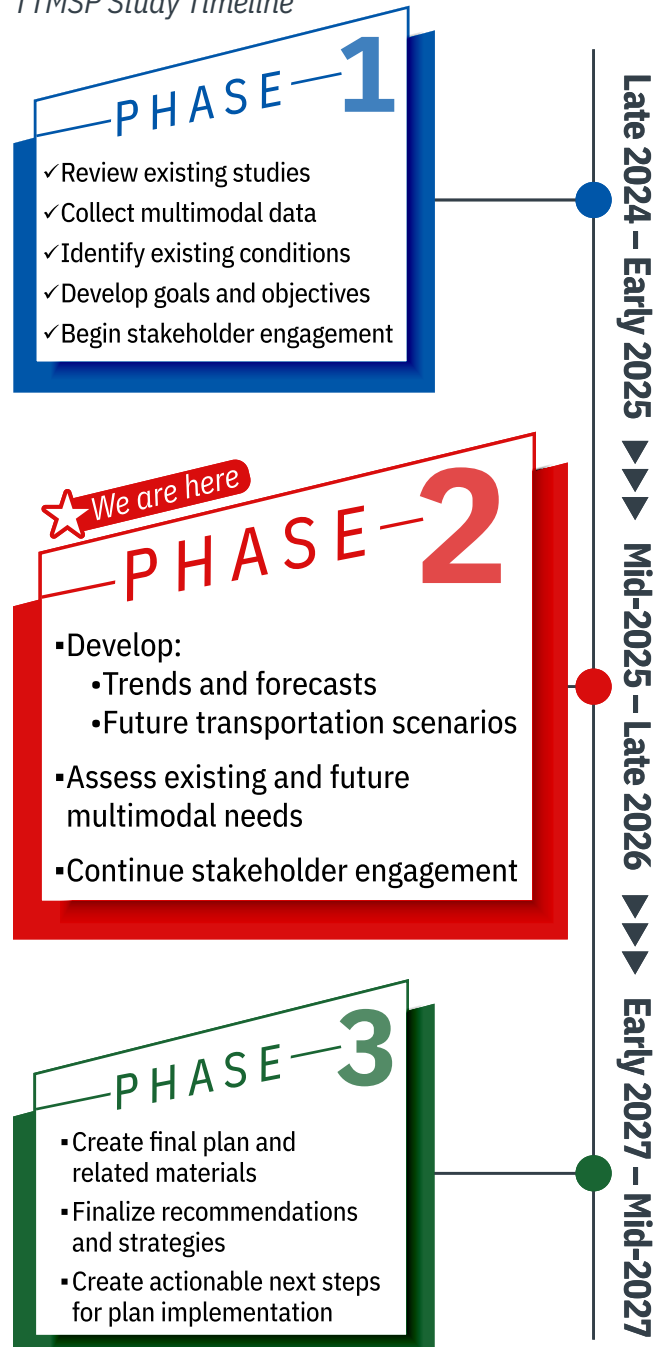 TTMSP Study Timeline
PHASE 1
✓Review existing studies
✓Collect multimodal data
✓Identify existing conditions
✓Develop goals and objectives
✓Begin stakeholder engagement
Late 2024 – Early 2025
We are here
PHASE 2
▪Develop:
•Trends and forecasts
•Future transportation scenarios
▪Assess existing and future
multimodal needs
▪Continue stakeholder engagement
Mid-2025 – Late 2026
PHASE 3
▪Create final plan and
related materials
▪Finalize recommendations
and strategies
▪Create actionable next steps
for plan implementation
Early 2027 – Mid-2027